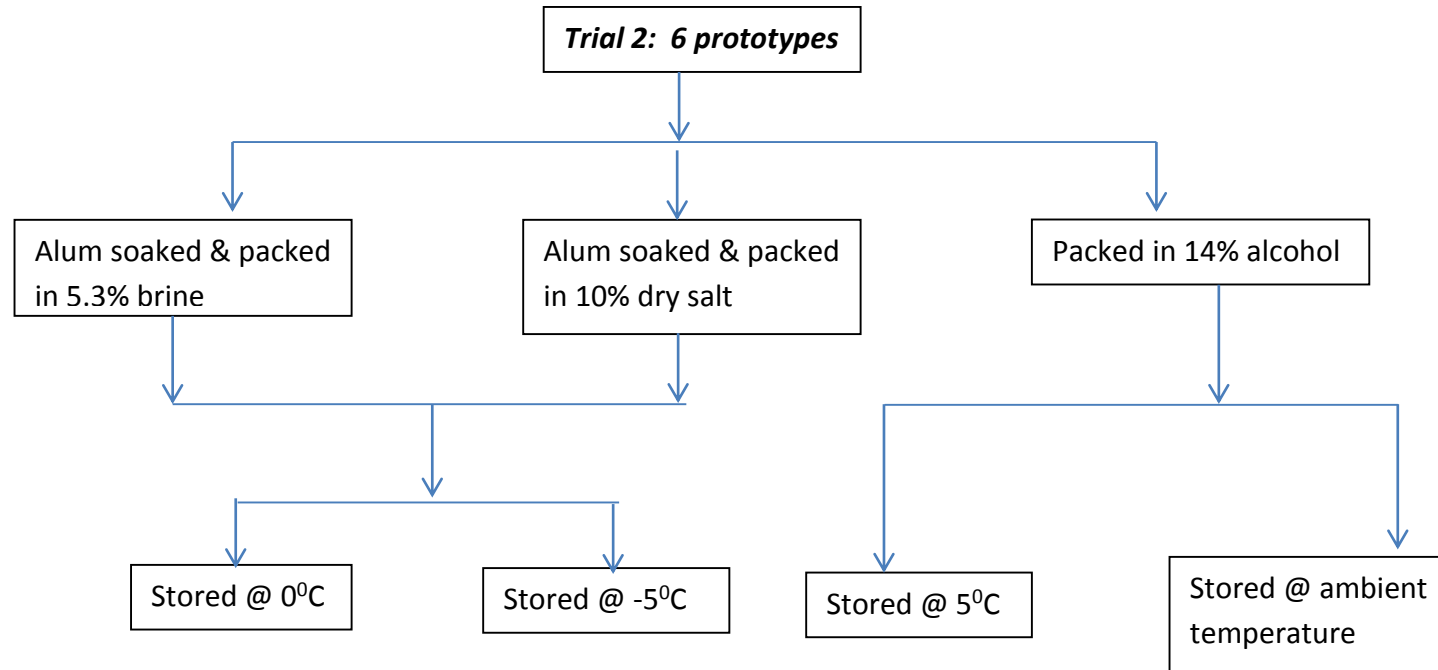 Trial 2:  6 prototypes
Alum soaked & packed
in 5.3% brine
Alum soaked & packed
in 10% dry salt
Packed in 14% alcohol
Stored @ 0⁰C
Stored @ -5⁰C
Stored @ 5⁰C
Stored @ ambient
temperature